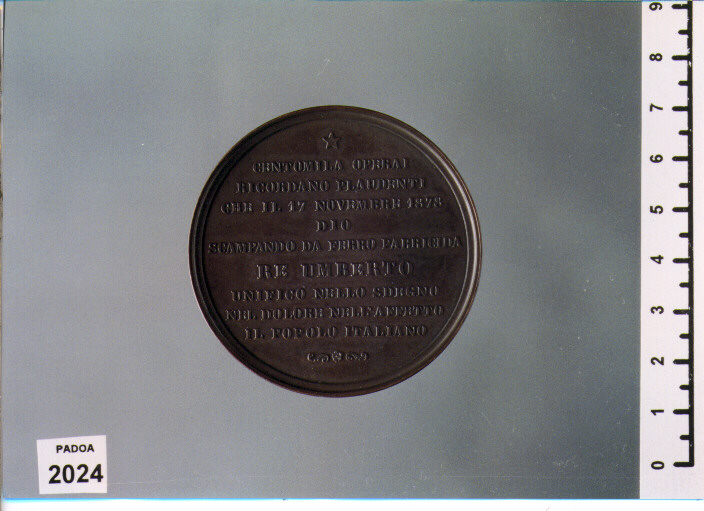 CENTOMILA OPERAI
RICORDANO PLAUDENTI
CHE IL 17 NOVEMBRE 1878
DIO
SCAMPANDO DA FERRO PARRICIDA
RE UMBERTO
UNIFICÒ NELLO SDEGNO
NEL DOLORE NELL'AFFETTO
IL POPOLO ITALIANO
PADOA
2024
9
8
7
6
5
4
3
2
1
0